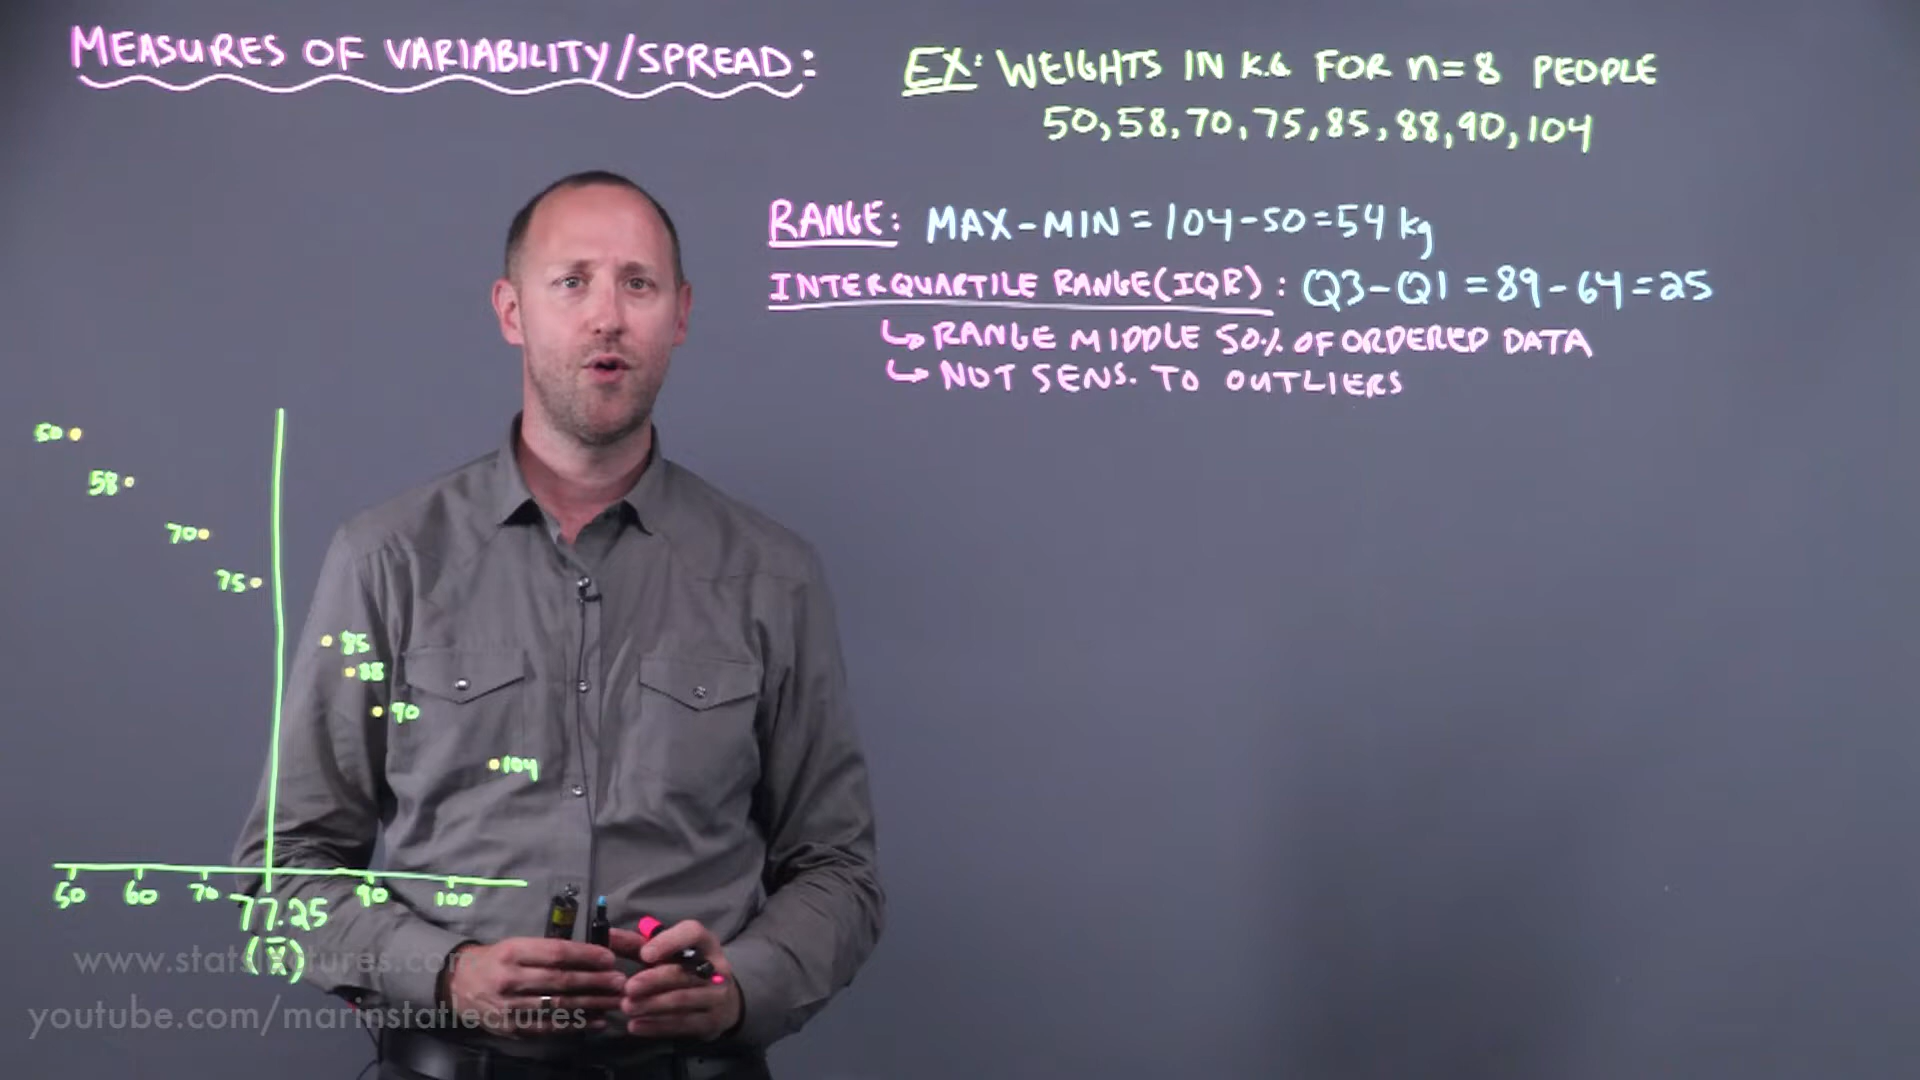 MEASURES OF VARIABILITY/SPREAD:
EX: WEIGHTS IN KG FOR n=8 PEOPLE
50,58,70,75,85,88,90,104
RANGE: MAX-MIN=104-50=54 kg
INTERQUARTILE RANGE(IQR): Q3-Q1=89-64=25
↳ RANGE MIDDLE 50% OF ORDERED DATA
↳ NOT SENS. TO OUTLIERS
50
58
70
75
85
88
90
104
50 60 70 77.25 90 100
(x̄)
www.statslectures.com
youtube.com/marinstatlectures